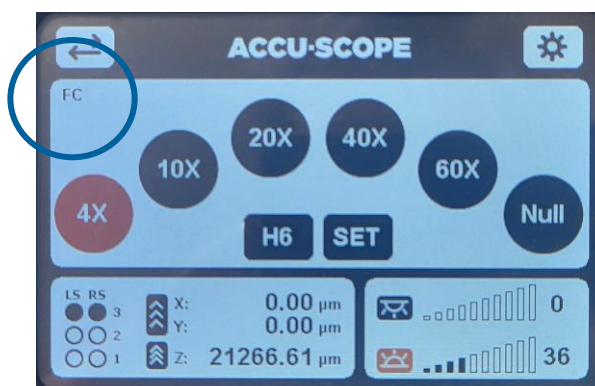 ACCU-SCOPE
FC
4X 10X 20X 40X 60X Null
H6 SET
LS RS
3
2
1
X: 0.00 µm
Y: 0.00 µm
Z: 21266.61 µm
0
36